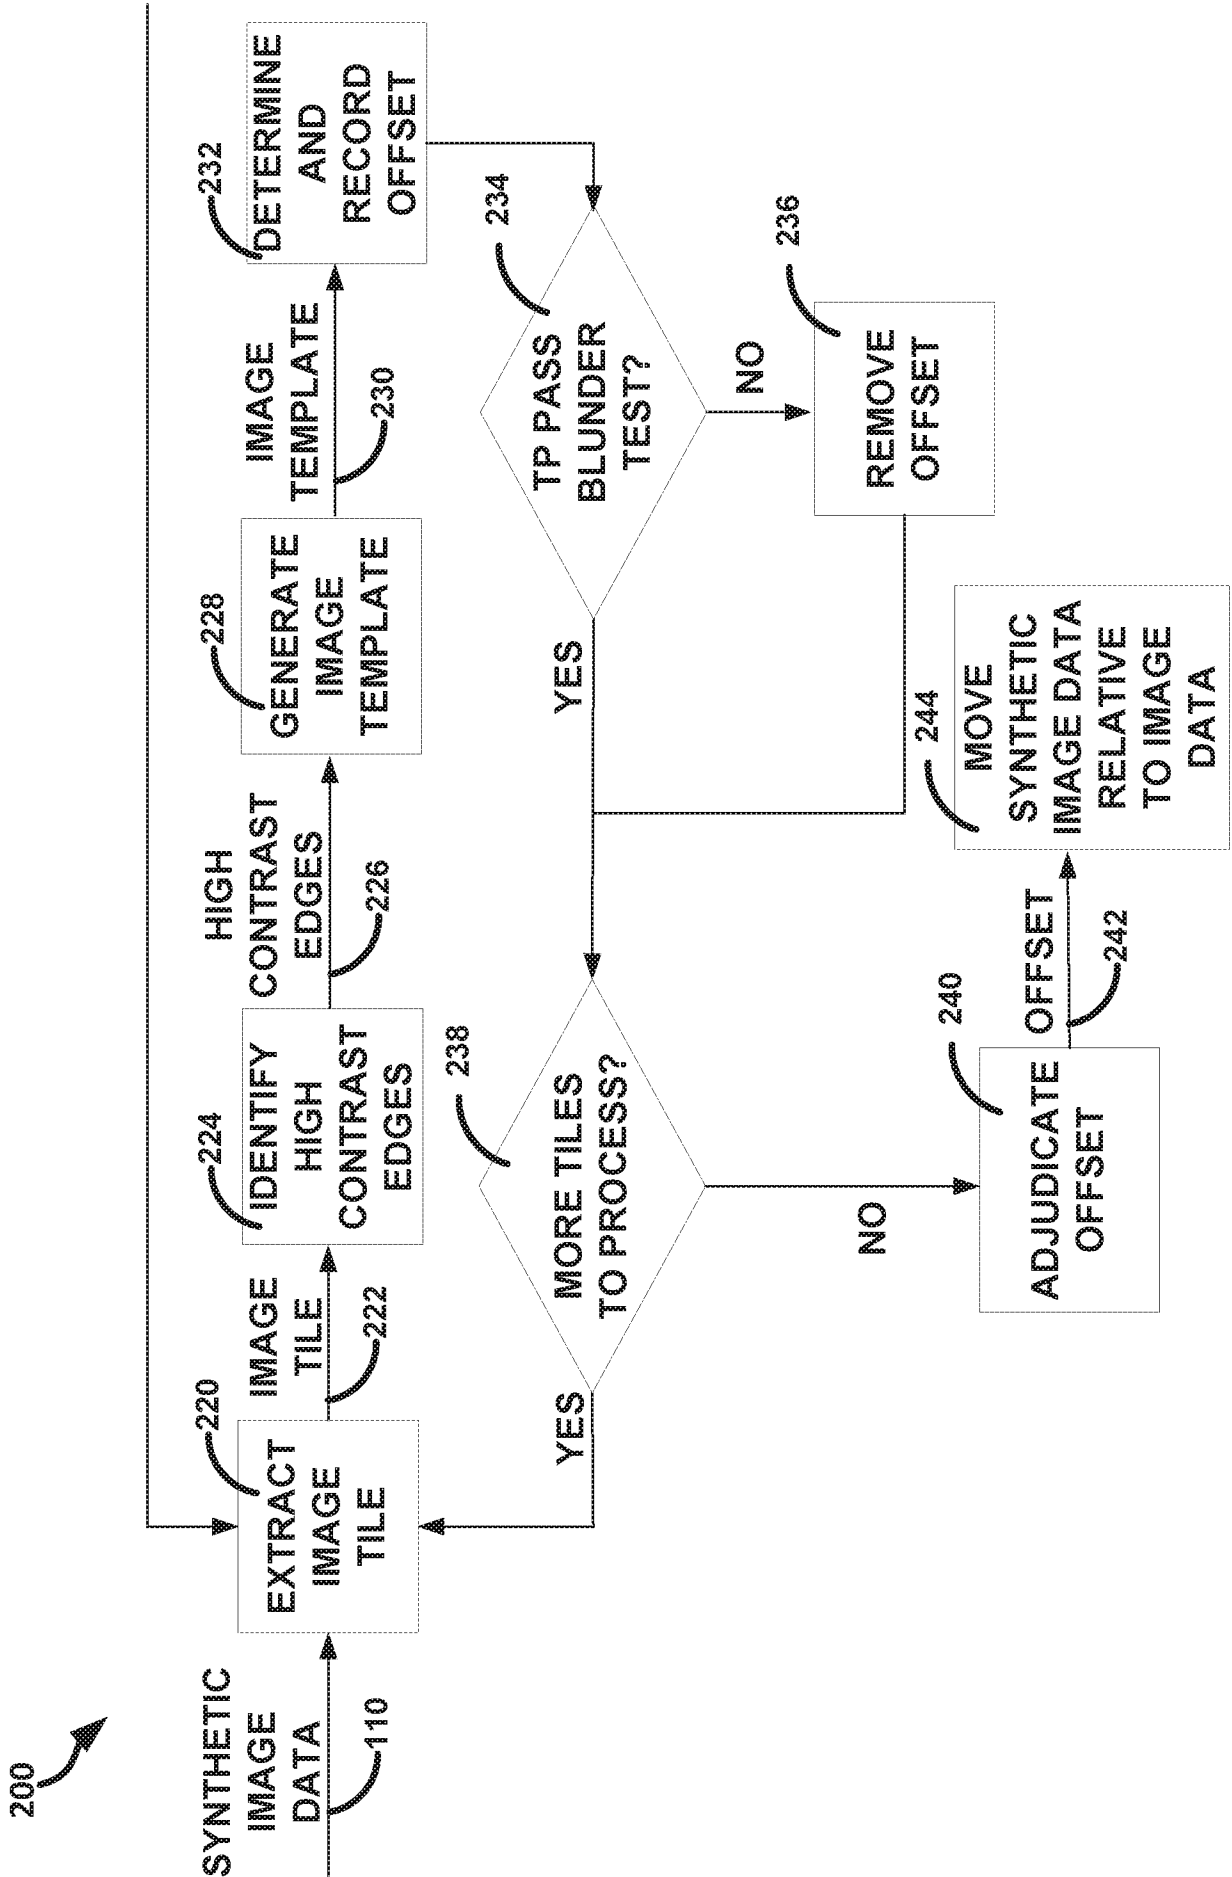 200
SYNTHETIC
IMAGE
DATA
110
220
EXTRACT
IMAGE
TILE
IMAGE
TILE
222
224
IDENTIFY
HIGH
CONTRAST
EDGES
HIGH
CONTRAST
EDGES
226
228
GENERATE
IMAGE
TEMPLATE
IMAGE
TEMPLATE
230
232
DETERMINE
AND
RECORD
OFFSET
234
TP PASS
BLUNDER
TEST?
YES
NO
236
REMOVE
OFFSET
238
MORE TILES
TO PROCESS?
YES
NO
240
ADJUDICATE
OFFSET
OFFSET
242
244
MOVE
SYNTHETIC
IMAGE DATA
RELATIVE
TO IMAGE
DATA